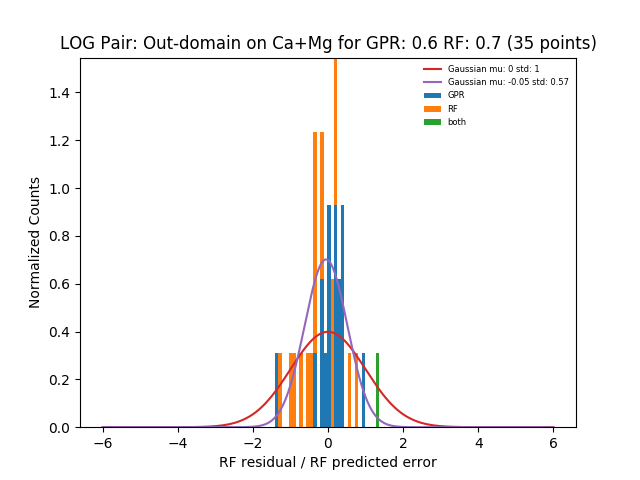 LOG Pair: Out-domain on Ca+Mg for GPR: 0.6 RF: 0.7 (35 points)
Gaussian mu: 0 std: 1
Gaussian mu: -0.05 std: 0.57
GPR
RF
both
Normalized Counts
1.4
1.2
1.0
0.8
0.6
0.4
0.2
0.0
−6
−4
−2
0
2
4
6
RF residual / RF predicted error